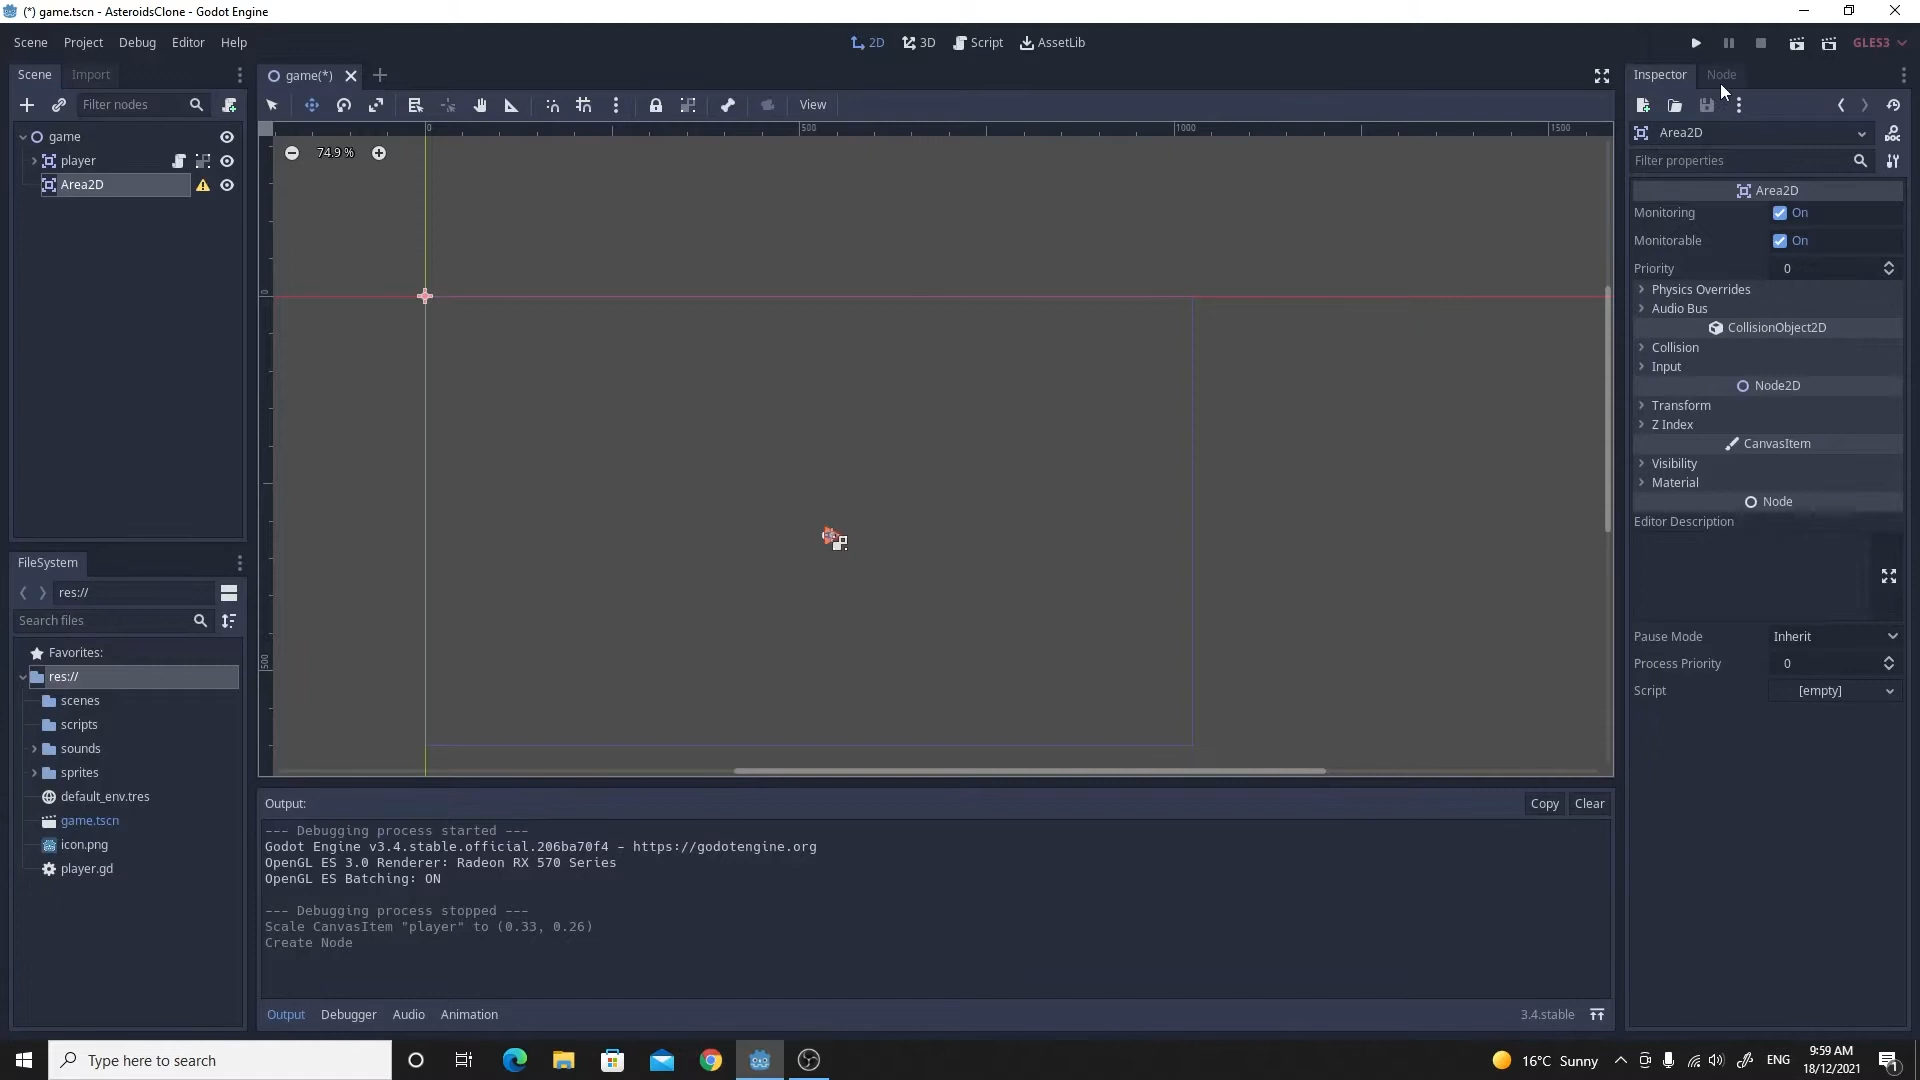 (*) game.tscn - AsteroidsClone - Godot Engine
Scene Project Debug Editor Help
2D 3D Script AssetLib
GLES3
Scene Import
game(*)
Inspector Node
Filter nodes
View
game
player
Area2D
0 500 1000 1500
74.9 %
0
500
Area2D
Filter properties
Area2D
Monitoring On
Monitorable On
Priority 0
Physics Overrides
Audio Bus
CollisionObject2D
Collision
Input
Node2D
Transform
Z Index
CanvasItem
Visibility
Material
Node
Editor Description
Pause Mode Inherit
Process Priority 0
Script [empty]
FileSystem
res://
Search files
Favorites:
res://
scenes
scripts
sounds
sprites
default_env.tres
game.tscn
icon.png
player.gd
Output: Copy Clear
--- Debugging process started ---
Godot Engine v3.4.stable.official.206ba70f4 - https://godotengine.org
OpenGL ES 3.0 Renderer: Radeon RX 570 Series
OpenGL ES Batching: ON
--- Debugging process stopped ---
Scale CanvasItem "player" to (0.33, 0.26)
Create Node
Output Debugger Audio Animation 3.4.stable
Type here to search
16°C Sunny
ENG
9:59 AM
18/12/2021
1